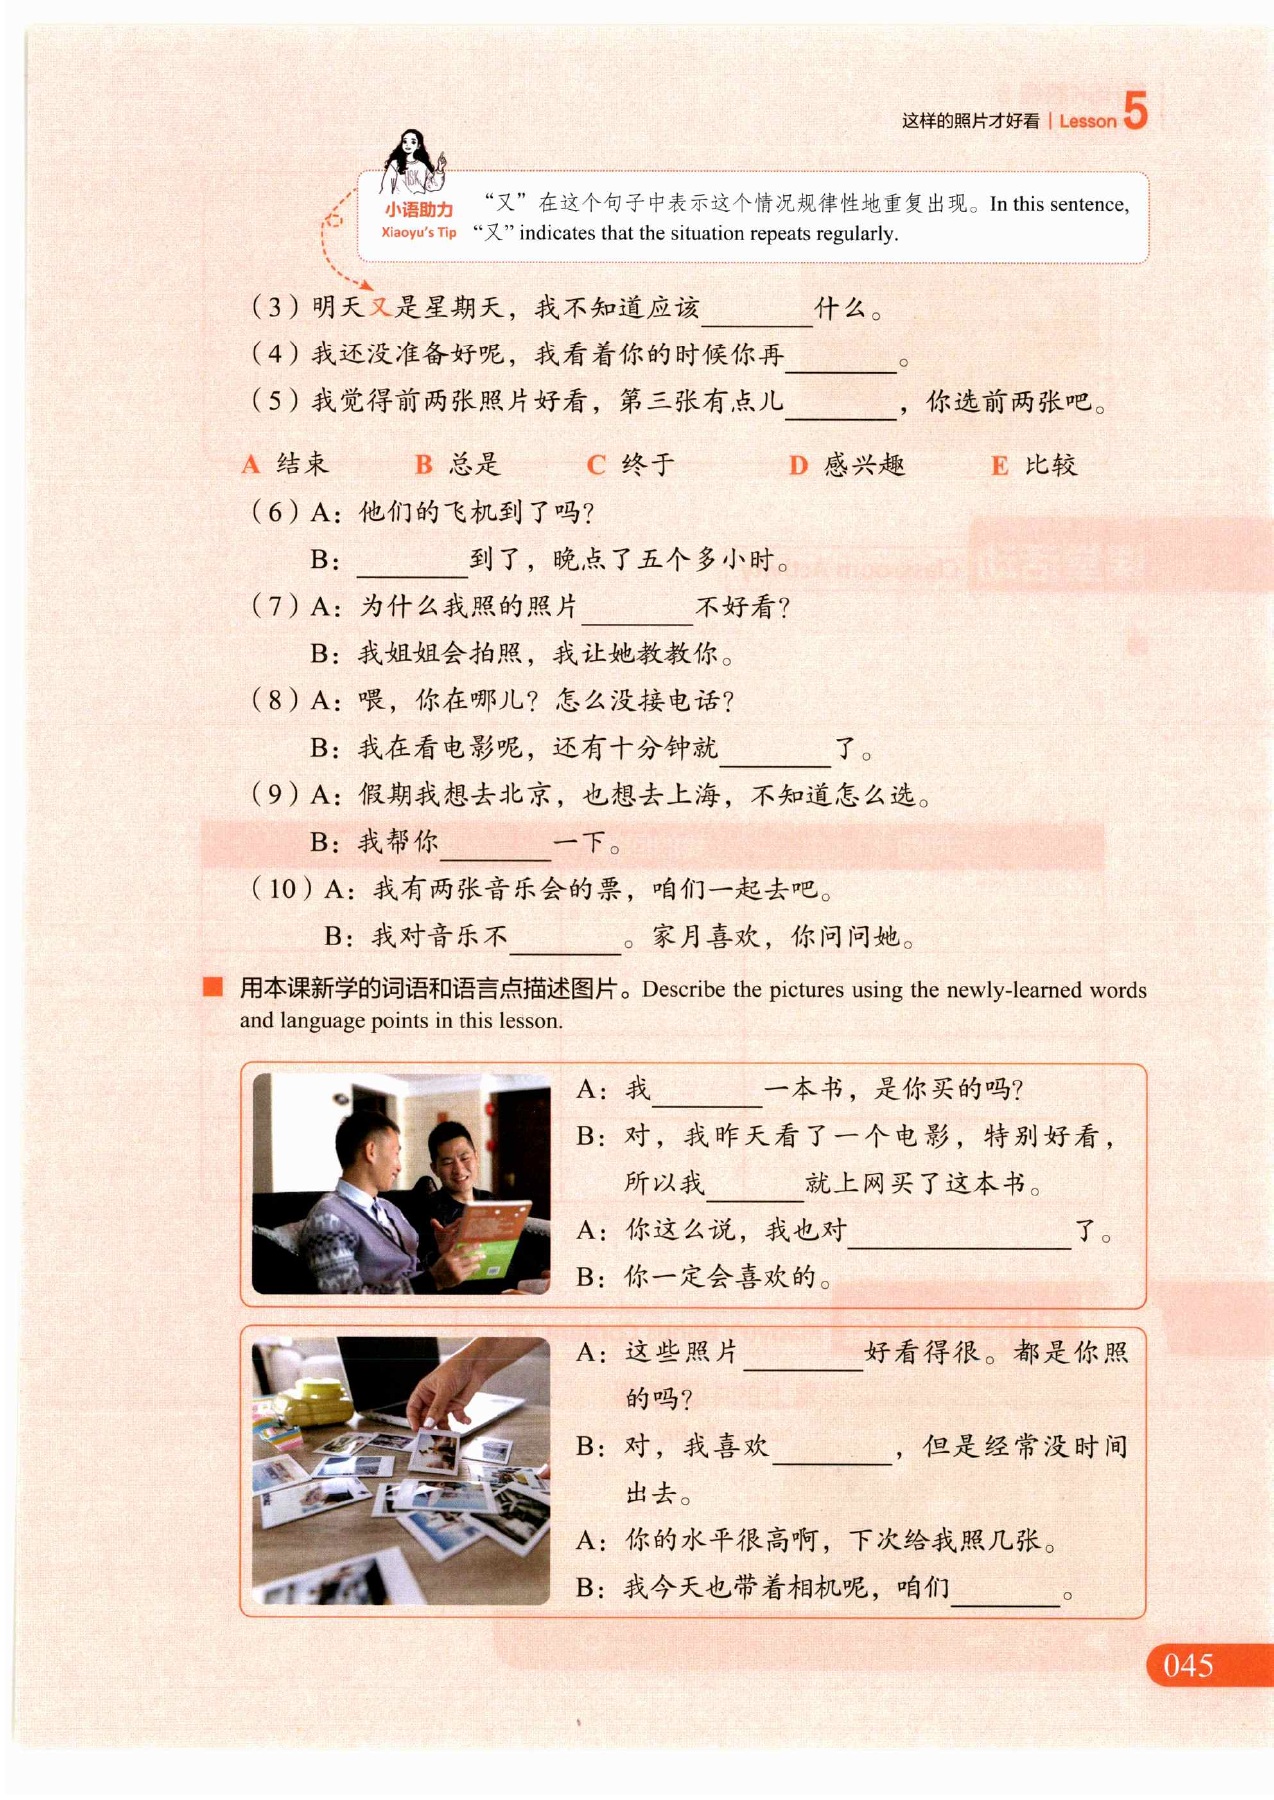 这样的照片才好看 | Lesson 5
“又”在这个句子中表示这个情况规律性地重复出现。In this sentence,
小语助力
Xiaoyu's Tip “又” indicates that the situation repeats regularly.
（3）明天又是星期天，我不知道应该________什么。
（4）我还没准备好呢，我看着你的时候你再________。
（5）我觉得前两张照片好看，第三张有点儿________，你选前两张吧。
A 结束 B 总是 C 终于 D 感兴趣 E 比较
（6）A：他们的飞机到了吗？
B：________到了，晚点了五个多小时。
（7）A：为什么我照的照片________不好看？
B：我姐姐会拍照，我让她教教你。
（8）A：喂，你在哪儿？怎么没接电话？
B：我在看电影呢，还有十分钟就________了。
（9）A：假期我想去北京，也想去上海，不知道怎么选。
B：我帮你________一下。
（10）A：我有两张音乐会的票，咱们一起去吧。
B：我对音乐不________。家月喜欢，你问问她。
用本课新学的词语和语言点描述图片。Describe the pictures using the newly-learned words
and language points in this lesson.
A：我________一本书，是你买的吗？
B：对，我昨天看了一个电影，特别好看，
所以我_______就上网买了这本书。
A：你这么说，我也对________________了。
B：你一定会喜欢的。
A：这些照片________好看得很。都是你照
的吗？
B：对，我喜欢________，但是经常没时间
出去。
A：你的水平很高啊，下次给我照几张。
B：我今天也带着相机呢，咱们________。
045